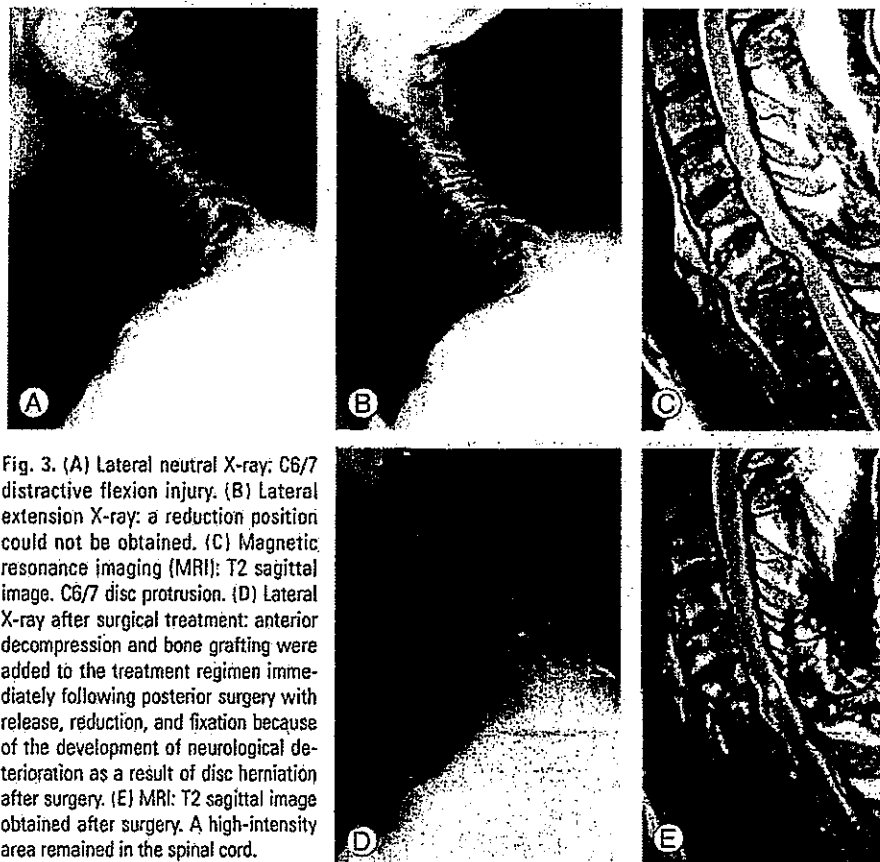 A
B
C
Fig. 3. (A) Lateral neutral X-ray: C6/7
distractive flexion injury. (B) Lateral
extension X-ray: a reduction position
could not be obtained. (C) Magnetic
resonance imaging (MRI): T2 sagittal
image. C6/7 disc protrusion. (D) Lateral
X-ray after surgical treatment: anterior
decompression and bone grafting were
added to the treatment regimen imme-
diately following posterior surgery with
release, reduction, and fixation because
of the development of neurological de-
terioration as a result of disc herniation
after surgery. (E) MRI: T2 sagittal image
obtained after surgery. A high-intensity
area remained in the spinal cord.
D
E